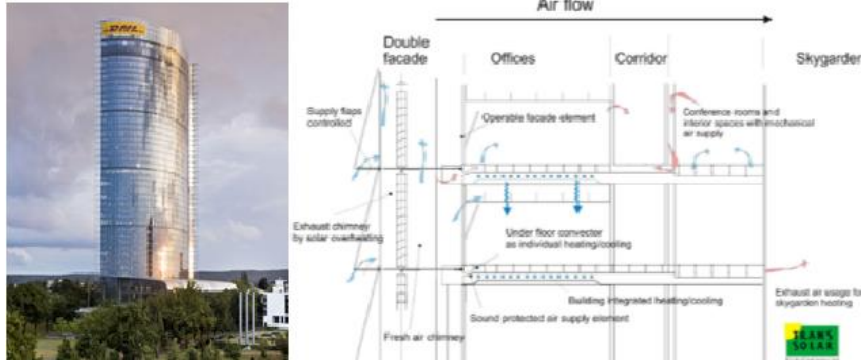 DHL
Air flow
Double
facade
Offices
Corridor
Skygarden
Supply flaps
controlled
Operable facade element
Conference rooms and
interior spaces with mechanical
air supply
Exhaust chimney
by solar overheating
Under floor convector
as individual heating/cooling
Building integrated heating/cooling
Exhaust air usage for
skygarden heating
Sound protected air supply element
Fresh air chimney
TRANS
SOLAR